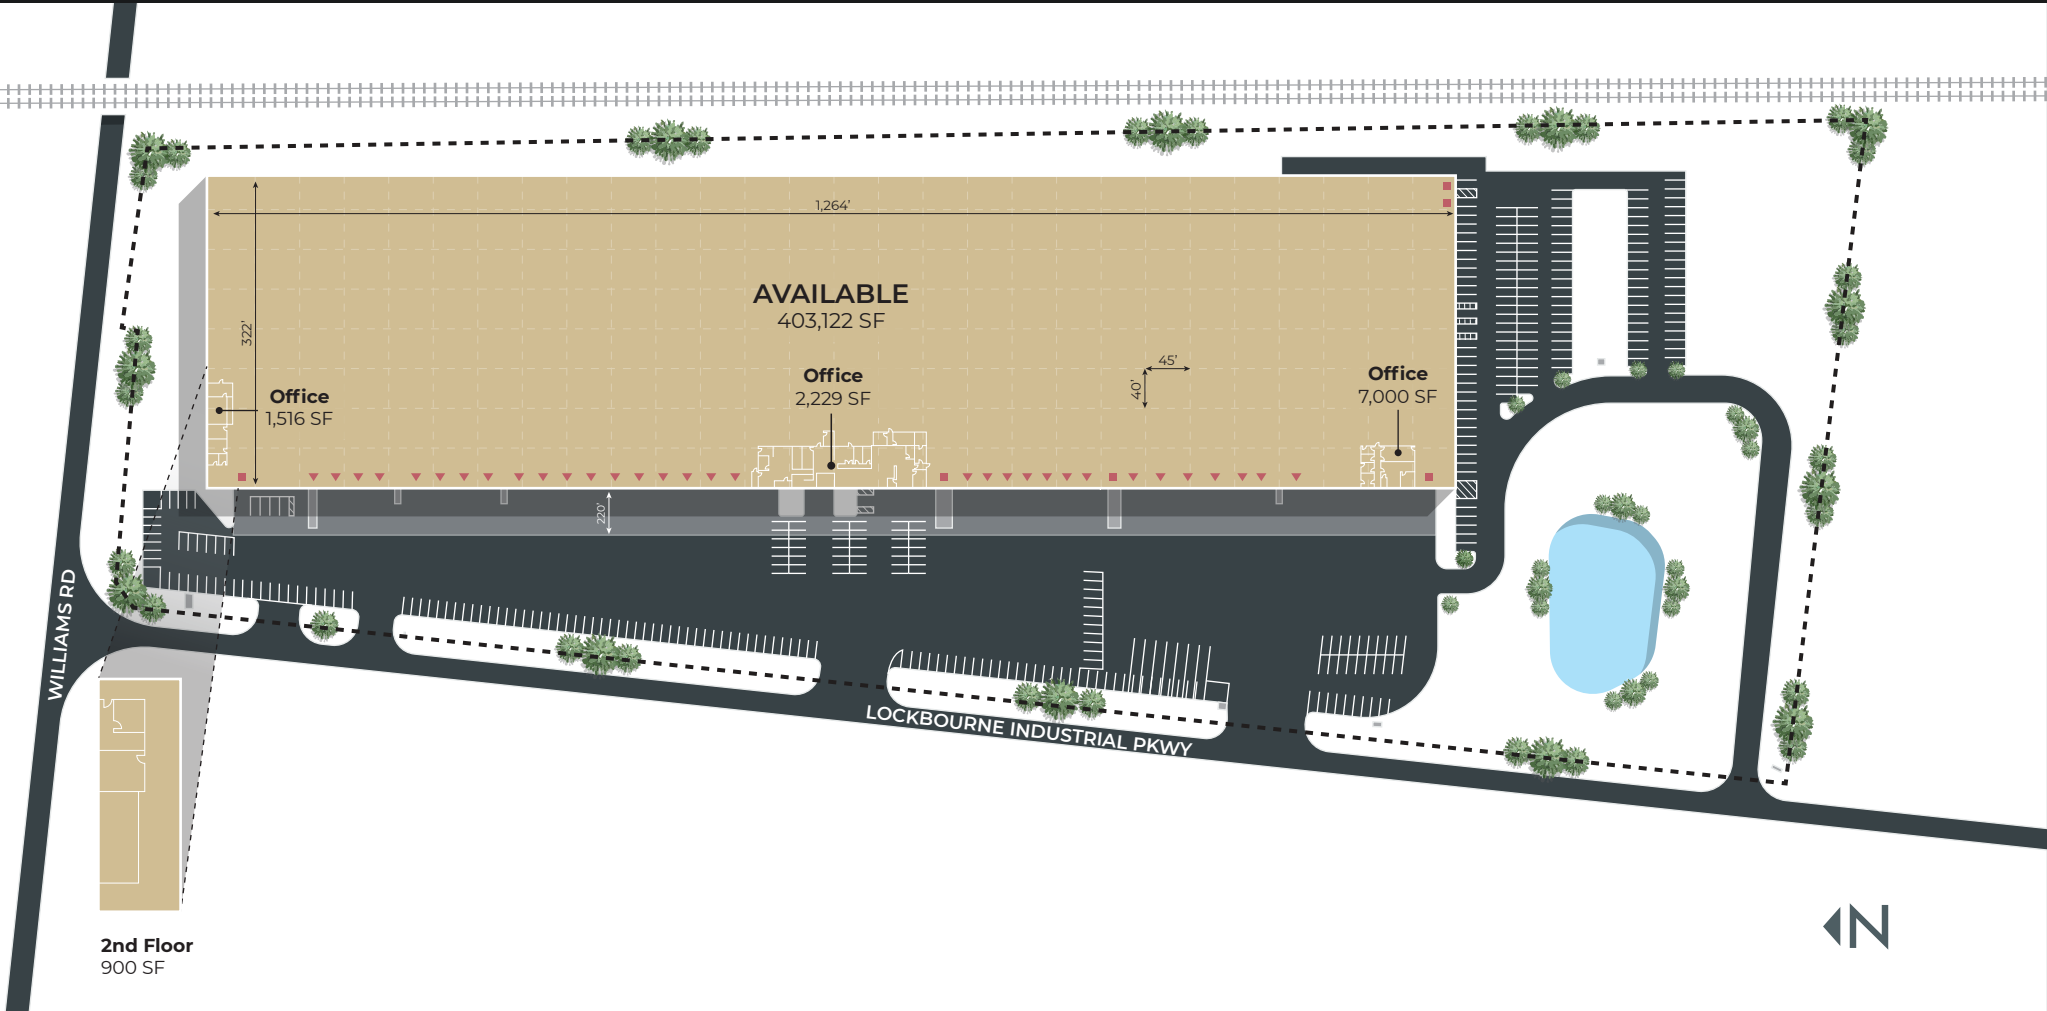 1,264’
AVAILABLE
403,122 SF
322’
45’
40’
Office
1,516 SF
Office
2,229 SF
Office
7,000 SF
220’
WILLIAMS RD
LOCKBOURNE INDUSTRIAL PKWY
2nd Floor
900 SF
N